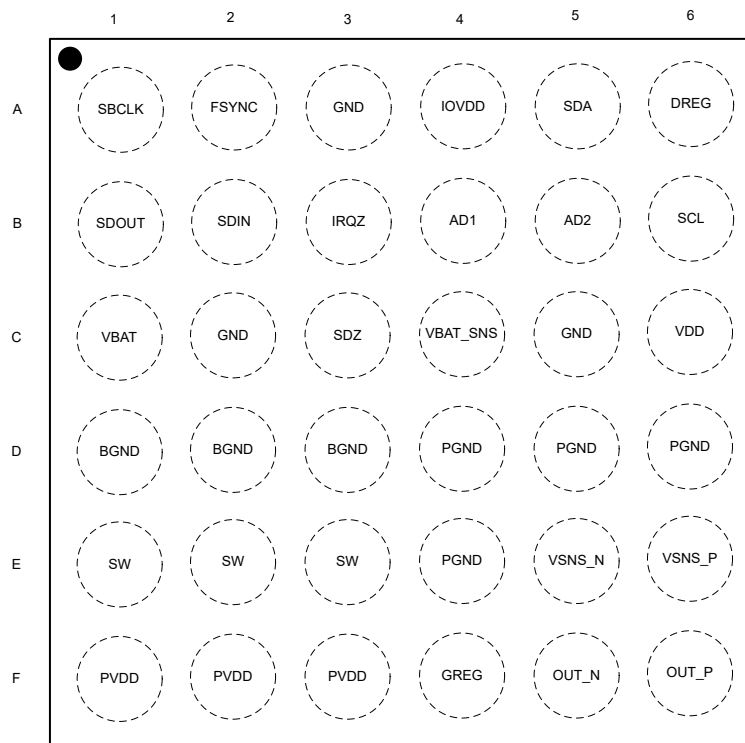 1 2 3 4 5 6
A SBCLK FSYNC GND IOVDD SDA DREG
B SDOUT SDIN IRQZ AD1 AD2 SCL
C VBAT GND SDZ VBAT_SNS GND VDD
D BGND BGND BGND PGND PGND PGND
E SW SW SW PGND VSNS_N VSNS_P
F PVDD PVDD PVDD GREG OUT_N OUT_P